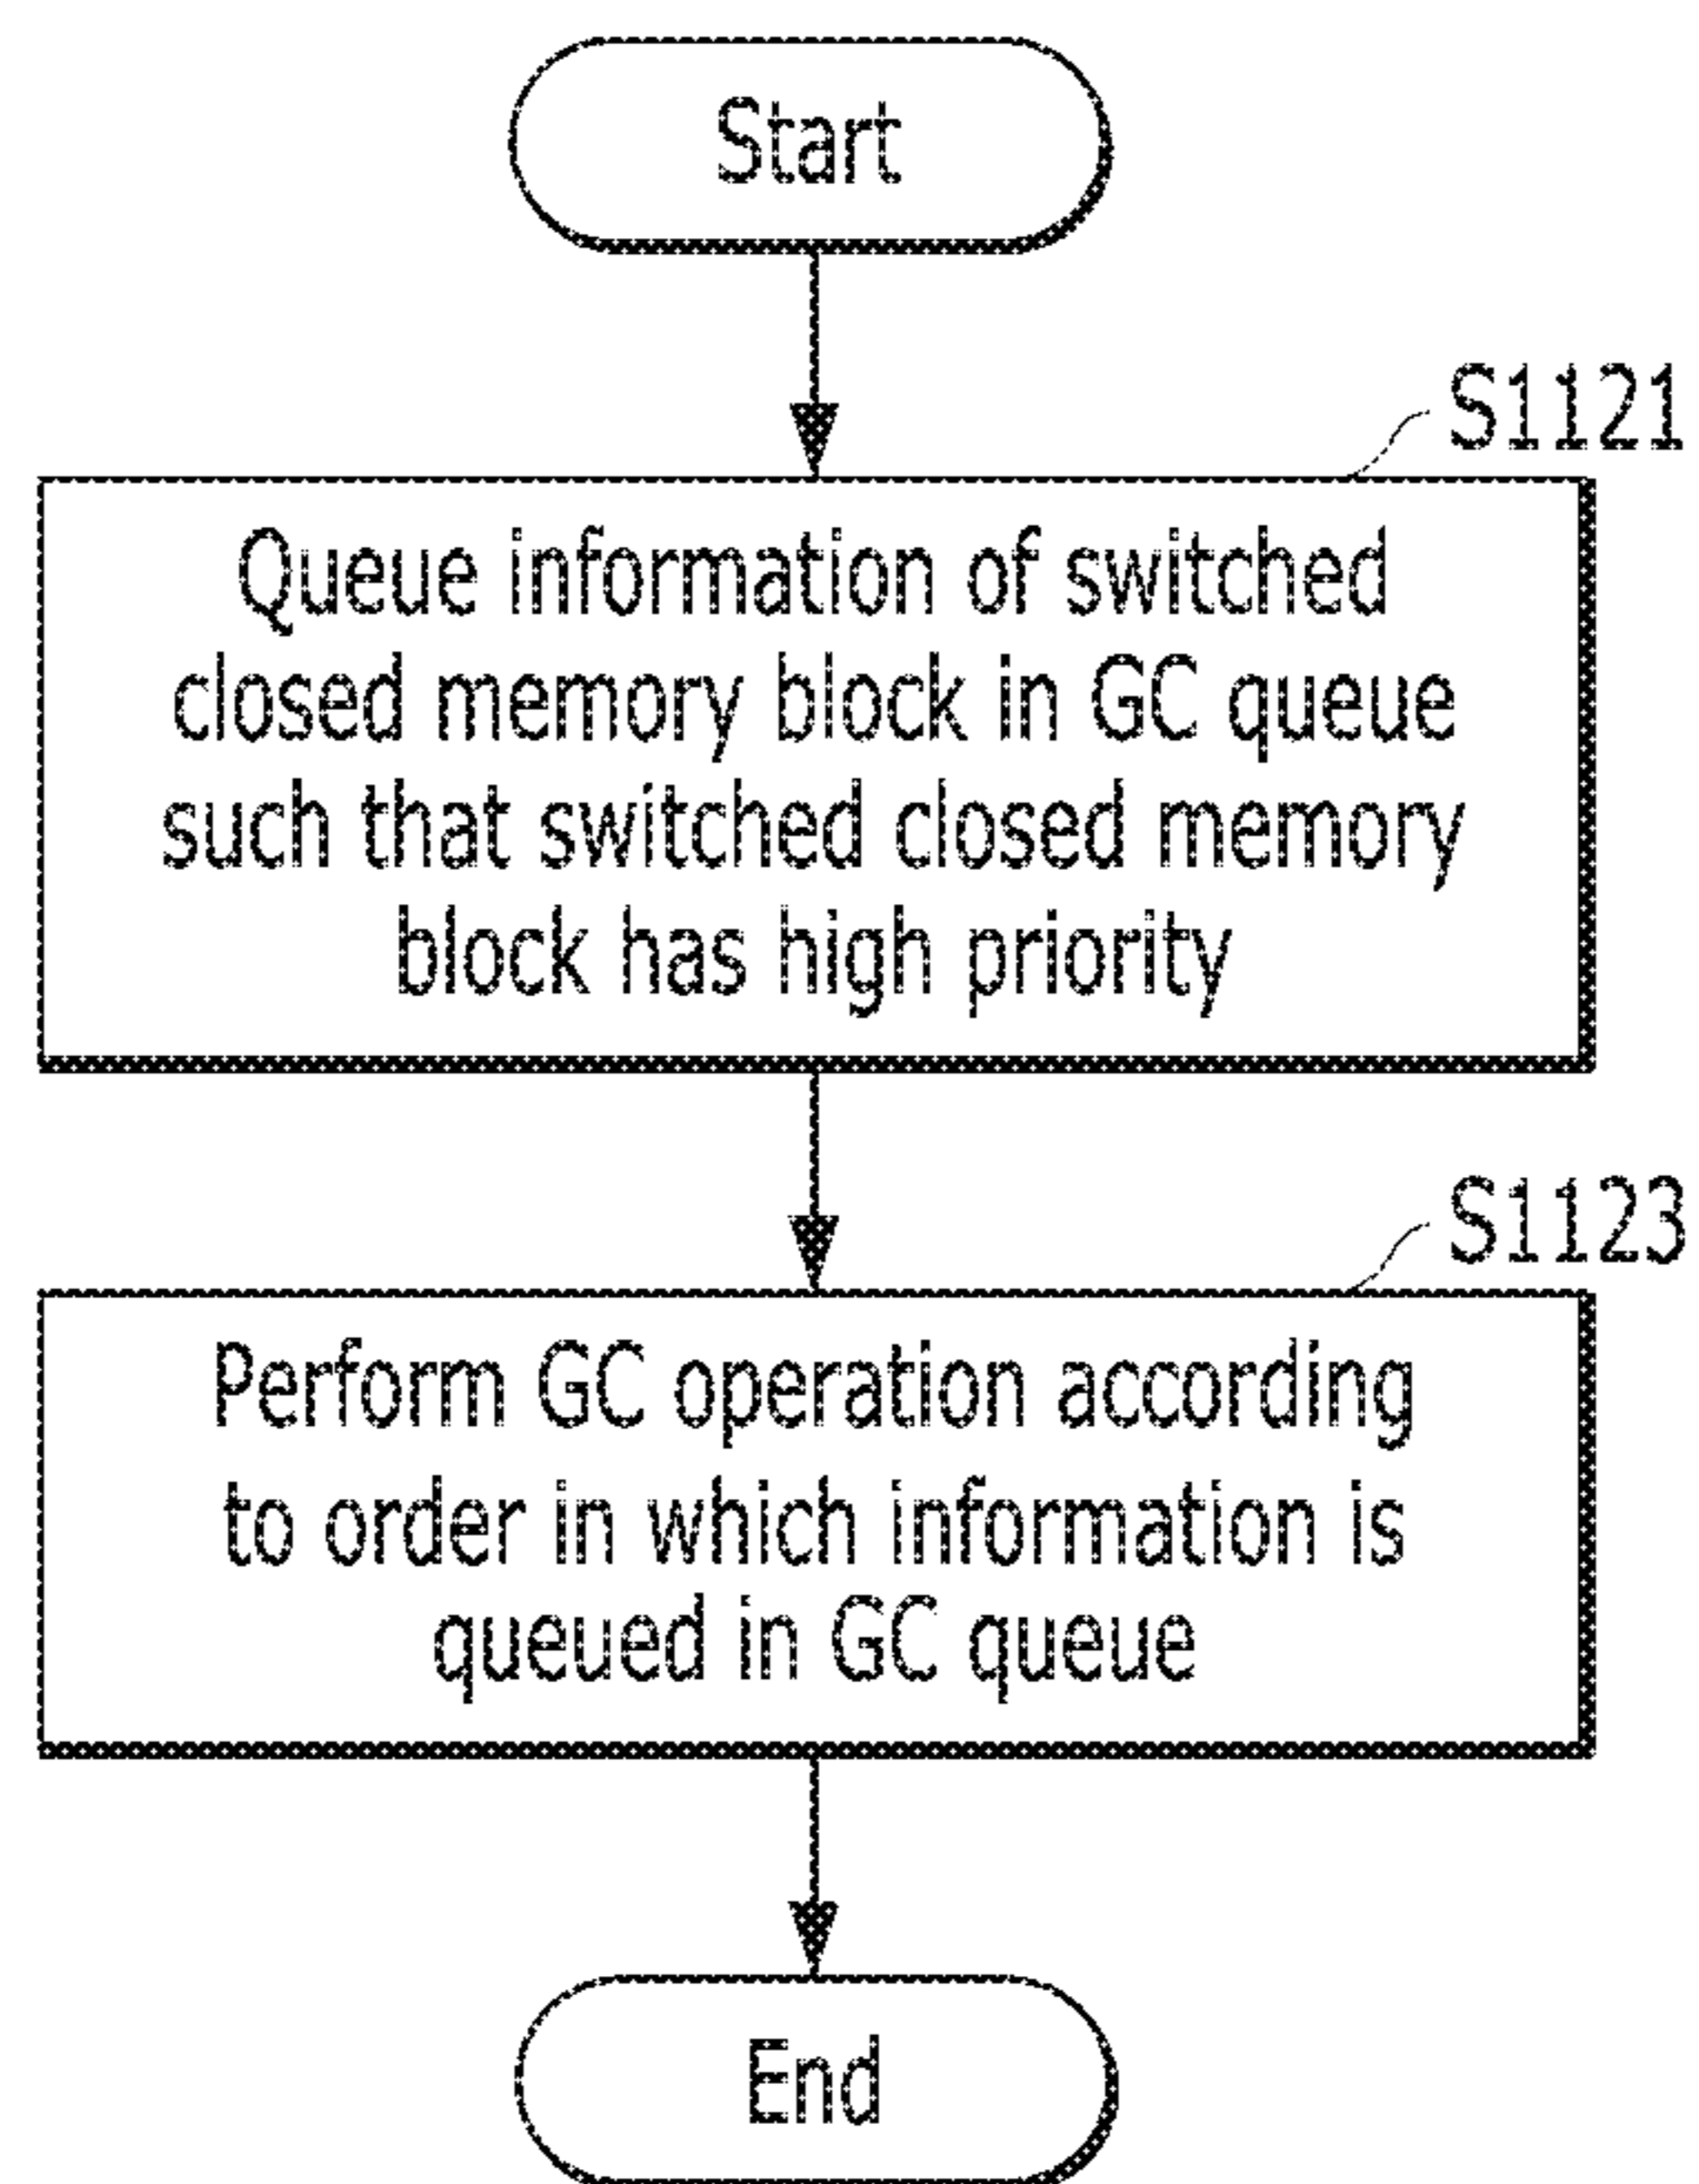 Start
S1121
Queue information of switched
closed memory block in GC queue
such that switched closed memory
block has high priority
S1123
Perform GC operation according
to order in which information is
queued in GC queue
End